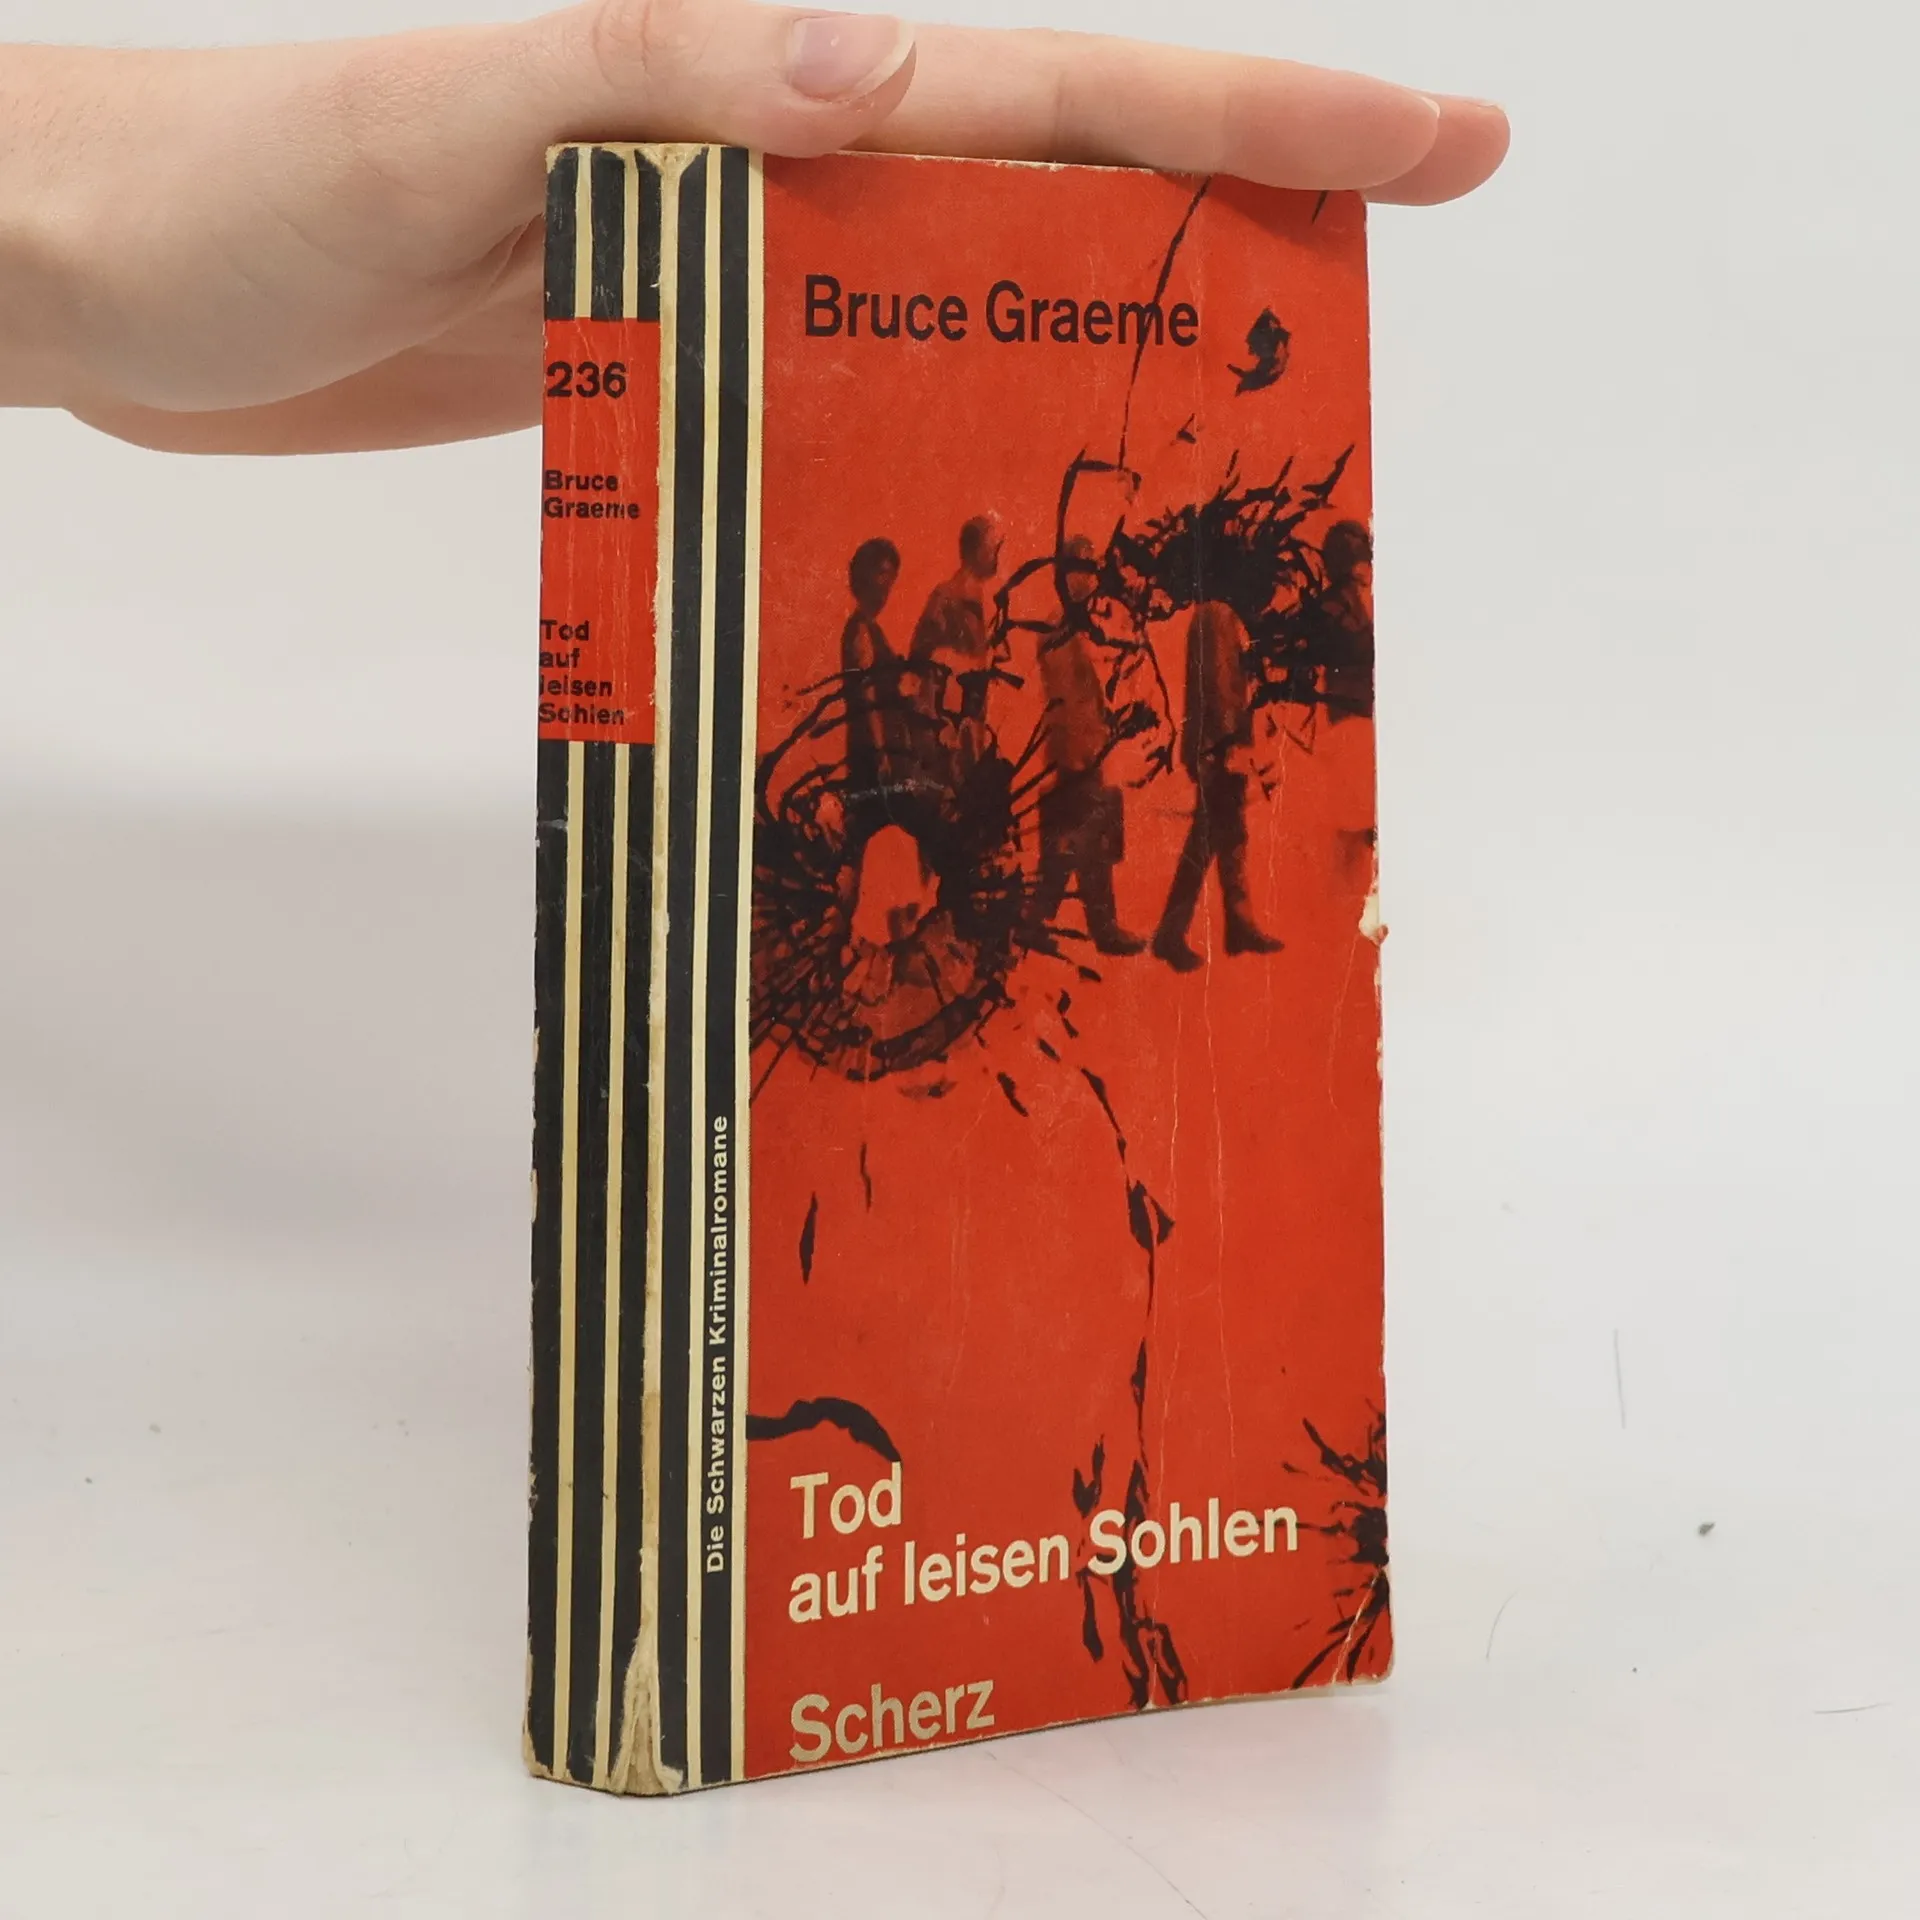 236
Bruce
Graeme
Tod
auf
leisen
Sohlen
Die Schwarzen Kriminalromane
Bruce Graeme
Tod
auf leisen Sohlen
Scherz